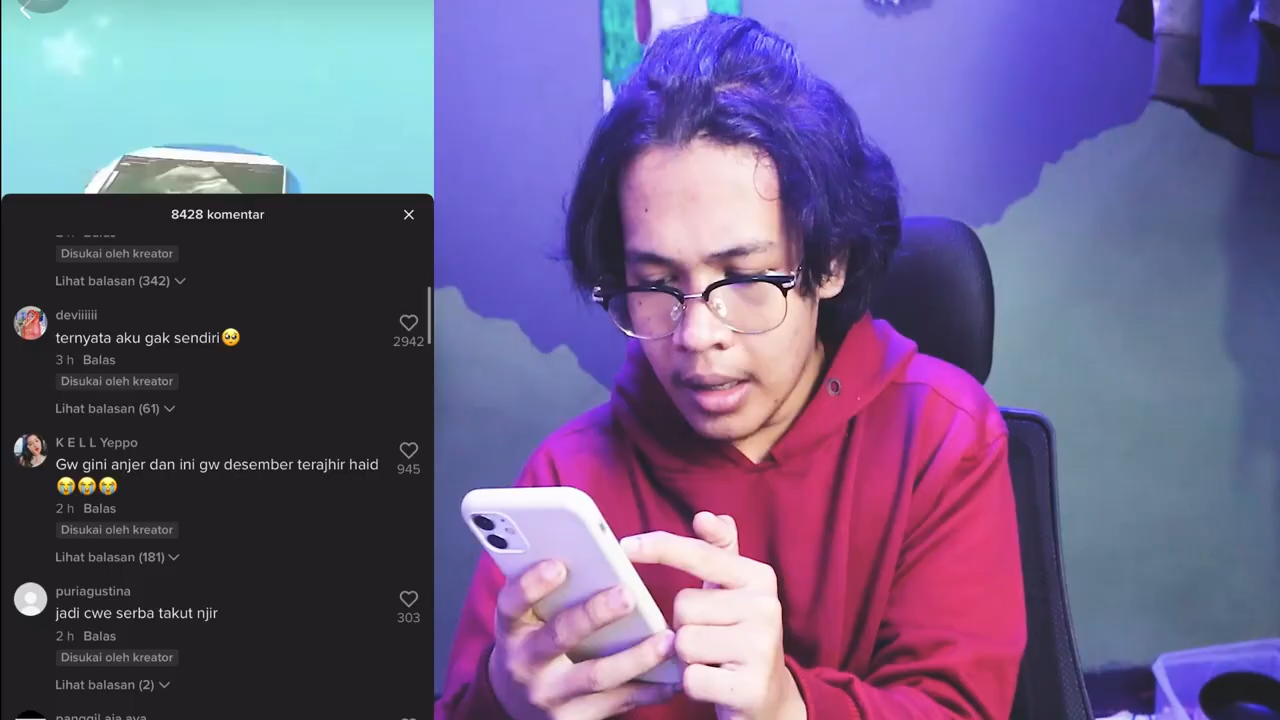 8428 komentar
Disukai oleh kreator
Lihat balasan (342)
deviiiiii
ternyata aku gak sendiri🥺
2942
3 h Balas
Disukai oleh kreator
Lihat balasan (61)
K E L L Yeppo
Gw gini anjer dan ini gw desember terajhir haid
😭😭😭
945
2 h Balas
Disukai oleh kreator
Lihat balasan (181)
puriagustina
jadi cwe serba takut njir
303
2 h Balas
Disukai oleh kreator
Lihat balasan (2)